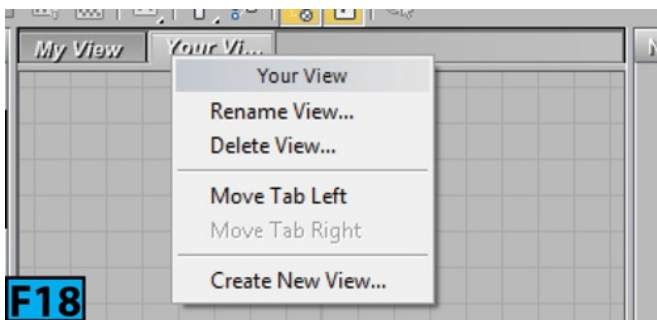 My View Your Vi...
Your View
Rename View...
Delete View...
Move Tab Left
Move Tab Right
Create New View...
F18